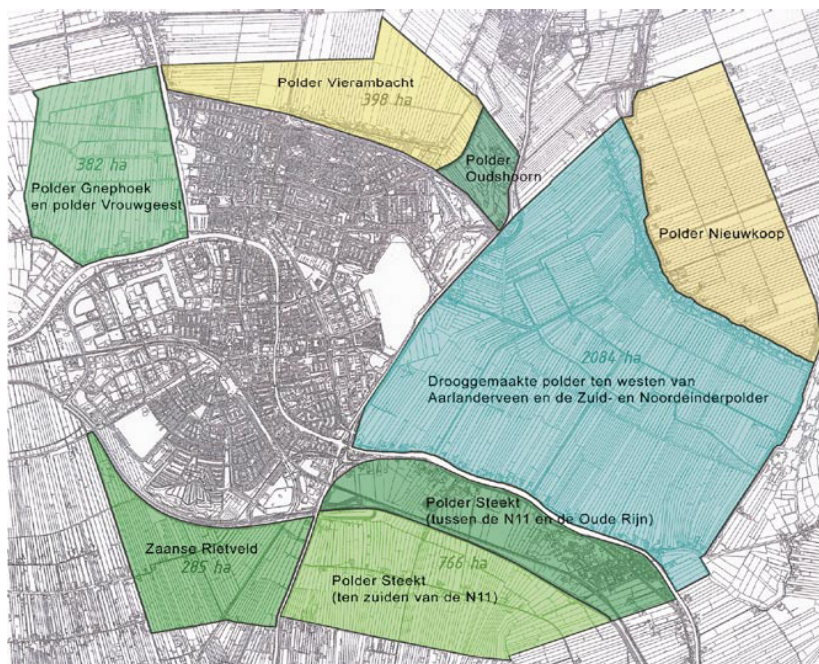 Polder Vierambacht
398 ha
Polder
Oudshoorn
382 ha
Polder Gnephoek
en polder Vrouwgeest
Polder Nieuwkoop
2084 ha
Drooggemaakte polder ten westen van
Aarlanderveen en de Zuid- en Noordeinderpolder
Polder Steekt
(tussen de N11 en de Oude Rijn)
Zaanse Rietveld
285 ha
766 ha
Polder Steekt
(ten zuiden van de N11)